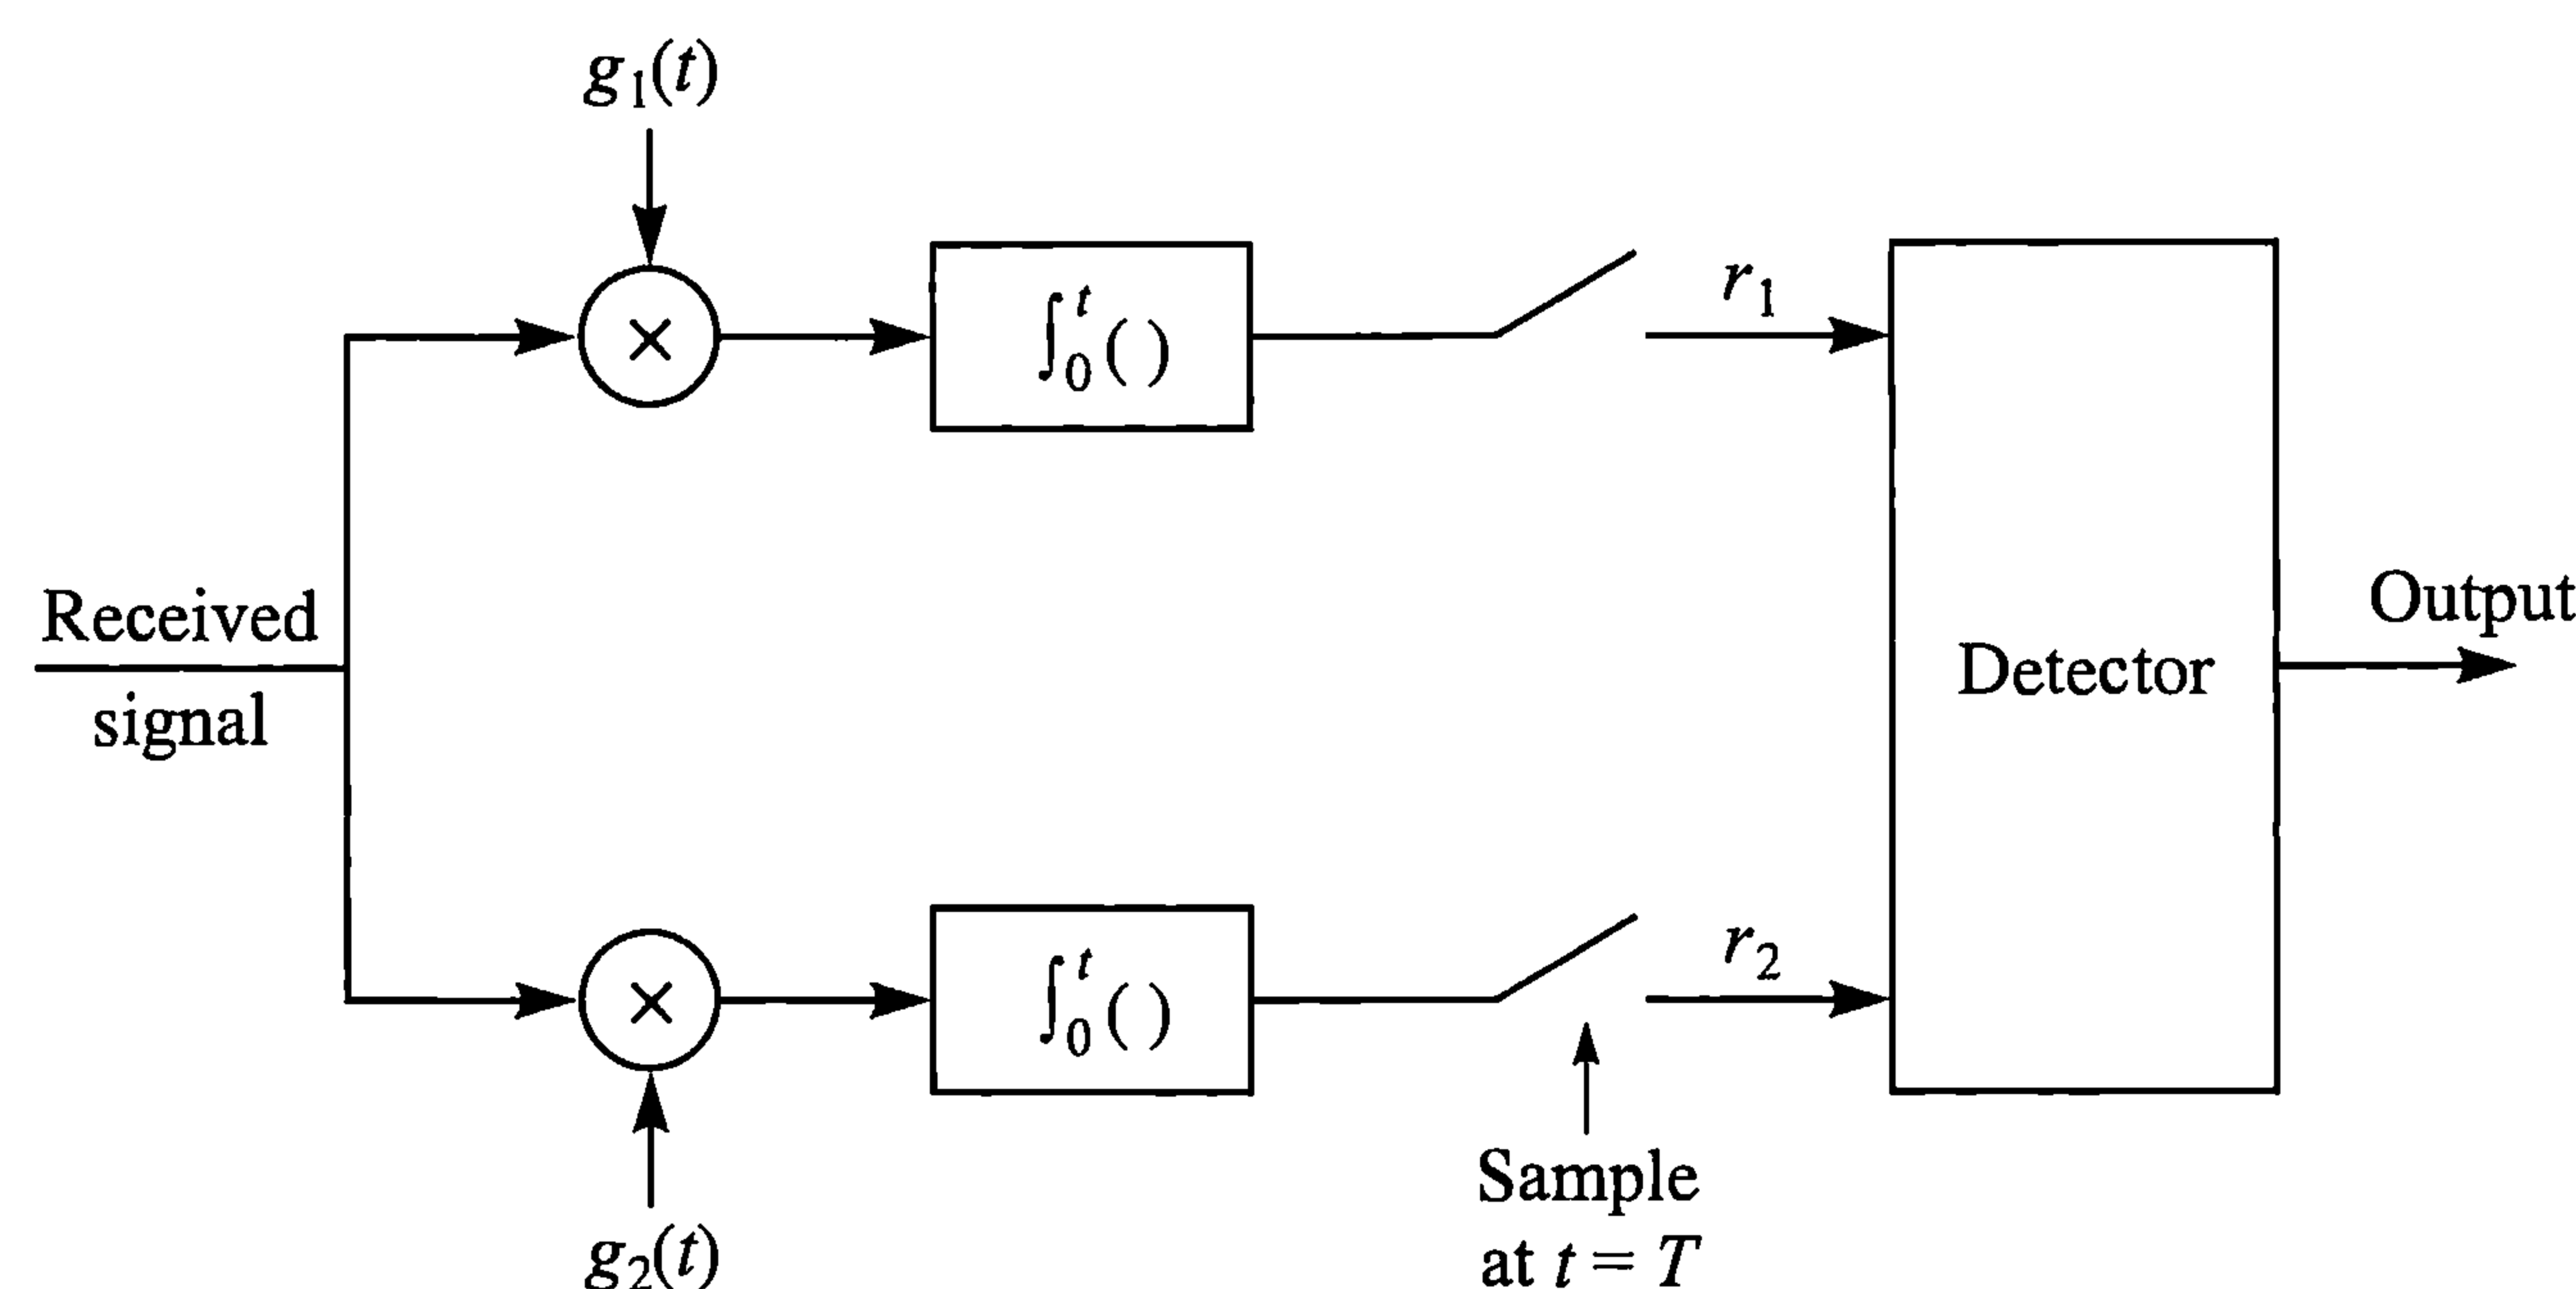 g₁(t)
∫₀ᵗ( )
r₁
Received
signal
Detector
Output
∫₀ᵗ( )
r₂
Sample
at t = T
g₂(t)